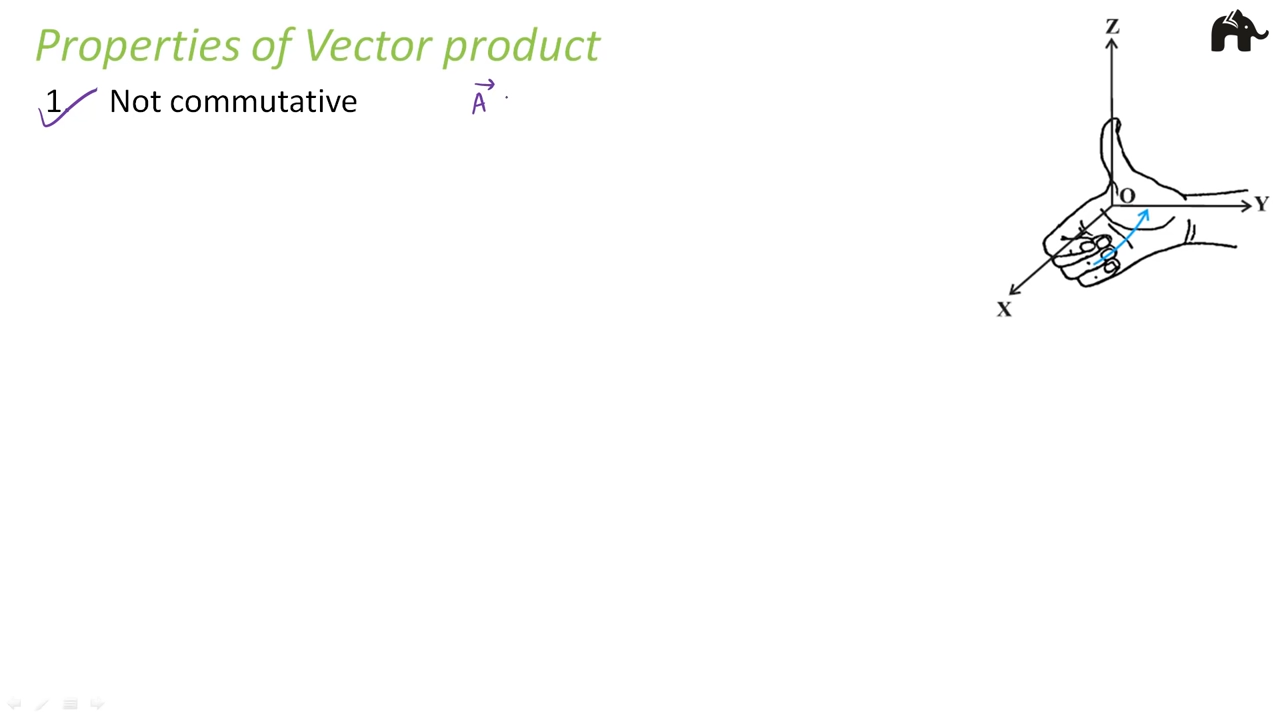 Properties of Vector product
1. Not commutative
A⃗
Z
O
Y
X